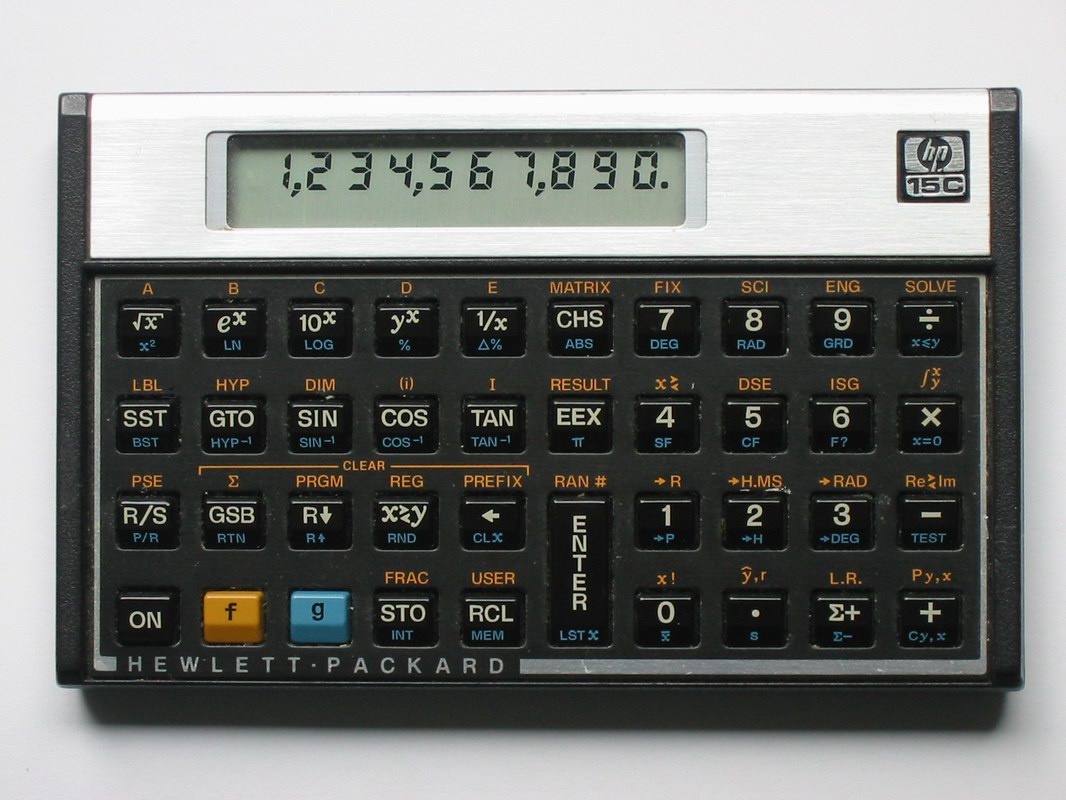 1,234,567,890.
hp
15C
A B C D E MATRIX FIX SCI ENG SOLVE
√x eˣ 10ˣ yˣ 1/x CHS 7 8 9 ÷
x² LN LOG % Δ% ABS DEG RAD GRD x≤y
LBL HYP DIM (i) I RESULT x≷ DSE ISG ∫xy
SST GTO SIN COS TAN EEX 4 5 6 ×
BST HYP⁻¹ SIN⁻¹ COS⁻¹ TAN⁻¹ π SF CF F? x=0
CLEAR
PSE Σ PRGM REG PREFIX RAN # →R →H.MS →RAD Re≷Im
R/S GSB R↓ x≷y ← ENTER 1 2 3 −
P/R RTN R↑ RND CLx →P →H →DEG TEST
FRAC USER x! ŷ,r L.R. Py,x
ON f g STO RCL 0 · Σ+ +
INT MEM LSTx x̄ s Σ− Cy,x
HEWLETT·PACKARD